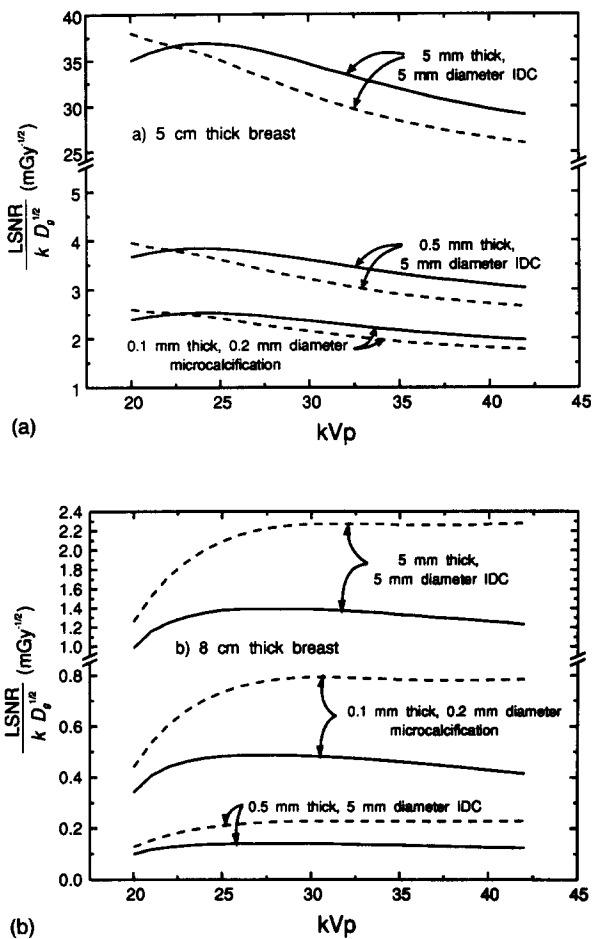 40
35
30
25
5
4
3
2
1
LSNR
k D_g^{1/2} (mGy^{-1/2})
5 mm thick,
5 mm diameter IDC
a) 5 cm thick breast
0.5 mm thick,
5 mm diameter IDC
0.1 mm thick, 0.2 mm diameter
microcalcification
20 25 30 35 40 45
(a)
kVp
2.4
2.2
2.0
1.8
1.6
1.4
1.2
1.0
0.8
0.6
0.4
0.2
0.0
LSNR
k D_g^{1/2} (mGy^{-1/2})
5 mm thick,
5 mm diameter IDC
b) 8 cm thick breast
0.1 mm thick, 0.2 mm diameter
microcalcification
0.5 mm thick, 5 mm diameter IDC
20 25 30 35 40 45
(b)
kVp